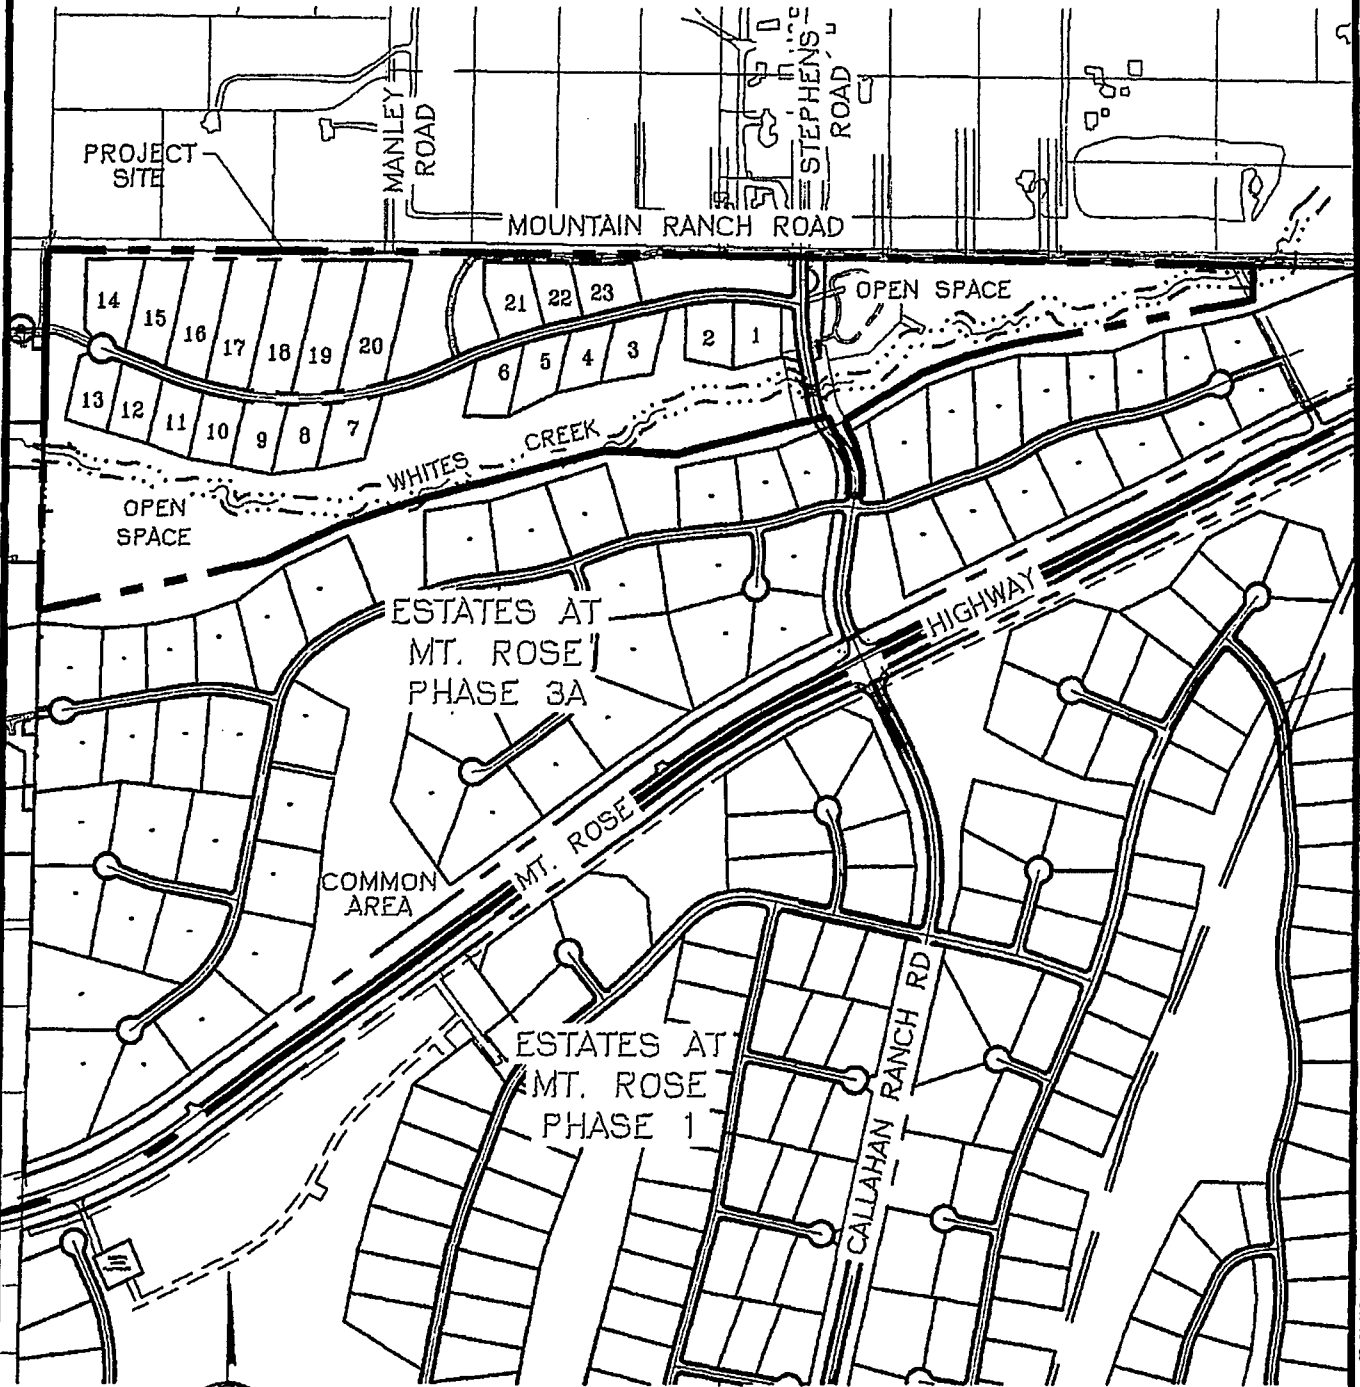 MANLEY
ROAD
STEPHENS
ROAD
PROJECT
SITE
MOUNTAIN RANCH ROAD
OPEN SPACE
14
15
16
17
18
19
20
21
22
23
13
12
11
10
9
8
7
6
5
4
3
2
1
WHITES CREEK
OPEN
SPACE
ESTATES AT
MT. ROSE
PHASE 3A
MT. ROSE HIGHWAY
COMMON
AREA
ESTATES AT
MT. ROSE
PHASE 1
CALLAHAN RANCH RD